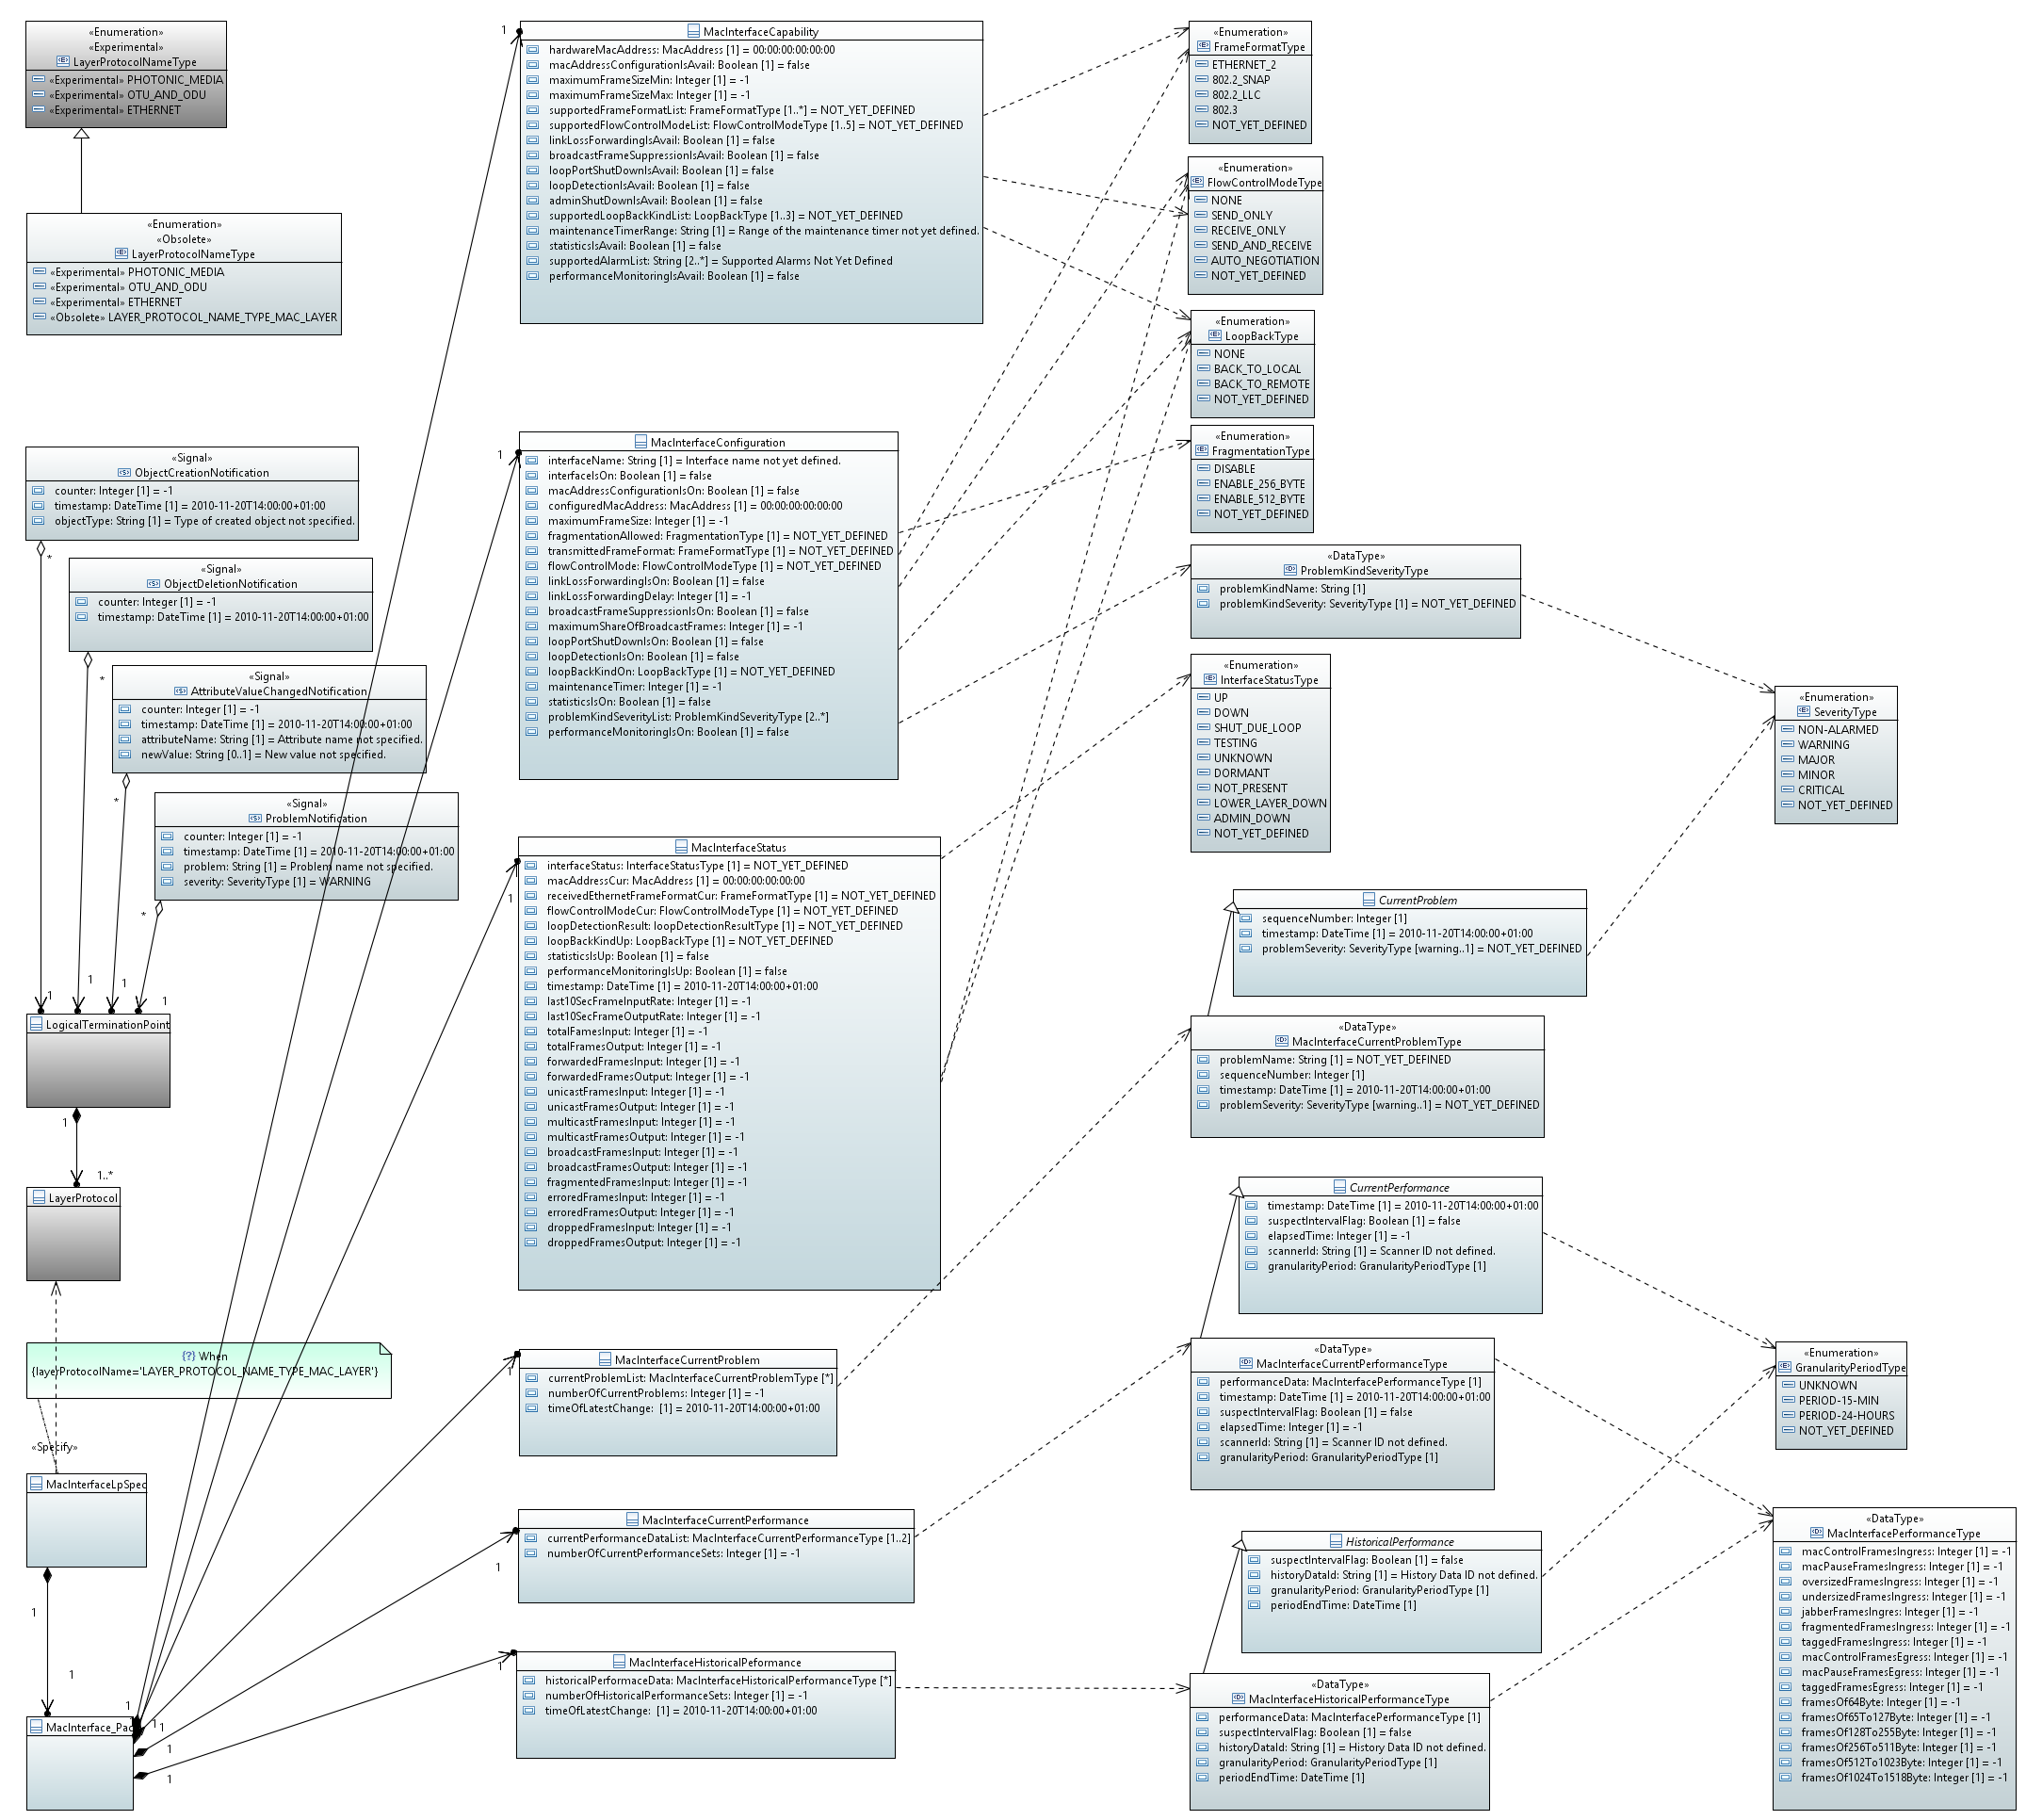 «Enumeration»
«Experimental»
LayerProtocolNameType
«Experimental» PHOTONIC_MEDIA
«Experimental» OTU_AND_ODU
«Experimental» ETHERNET
«Enumeration»
«Obsolete»
LayerProtocolNameType
«Experimental» PHOTONIC_MEDIA
«Experimental» OTU_AND_ODU
«Experimental» ETHERNET
«Obsolete» LAYER_PROTOCOL_NAME_TYPE_MAC_LAYER
«Signal»
ObjectCreationNotification
counter: Integer [1] = -1
timestamp: DateTime [1] = 2010-11-20T14:00:00+01:00
objectType: String [1] = Type of created object not specified.
*
«Signal»
ObjectDeletionNotification
counter: Integer [1] = -1
timestamp: DateTime [1] = 2010-11-20T14:00:00+01:00
*
«Signal»
AttributeValueChangedNotification
counter: Integer [1] = -1
timestamp: DateTime [1] = 2010-11-20T14:00:00+01:00
attributeName: String [1] = Attribute name not specified.
newValue: String [0..1] = New value not specified.
*
«Signal»
ProblemNotification
counter: Integer [1] = -1
timestamp: DateTime [1] = 2010-11-20T14:00:00+01:00
problem: String [1] = Problem name not specified.
severity: SeverityType [1] = WARNING
*
1
1
1
1
LogicalTerminationPoint
1
1..*
LayerProtocol
{?} When
{layerProtocolName='LAYER_PROTOCOL_NAME_TYPE_MAC_LAYER'}
«Specify»
MacInterfaceLpSpec
1
1
MacInterface_Pac
1
1
1
1
1
1
MacInterfaceCapability
hardwareMacAddress: MacAddress [1] = 00:00:00:00:00:00
macAddressConfigurationIsAvail: Boolean [1] = false
maximumFrameSizeMin: Integer [1] = -1
maximumFrameSizeMax: Integer [1] = -1
supportedFrameFormatList: FrameFormatType [1..*] = NOT_YET_DEFINED
supportedFlowControlModeList: FlowControlModeType [1..5] = NOT_YET_DEFINED
linkLossForwardingIsAvail: Boolean [1] = false
broadcastFrameSuppressionIsAvail: Boolean [1] = false
loopPortShutDownIsAvail: Boolean [1] = false
loopDetectionIsAvail: Boolean [1] = false
adminShutDownIsAvail: Boolean [1] = false
supportedLoopBackKindList: LoopBackType [1..3] = NOT_YET_DEFINED
maintenanceTimerRange: String [1] = Range of the maintenance timer not yet defined.
statisticsIsAvail: Boolean [1] = false
supportedAlarmList: String [2..*] = Supported Alarms Not Yet Defined
performanceMonitoringIsAvail: Boolean [1] = false
1
MacInterfaceConfiguration
interfaceName: String [1] = Interface name not yet defined.
interfaceIsOn: Boolean [1] = false
macAddressConfigurationIsOn: Boolean [1] = false
configuredMacAddress: MacAddress [1] = 00:00:00:00:00:00
maximumFrameSize: Integer [1] = -1
fragmentationAllowed: FragmentationType [1] = NOT_YET_DEFINED
transmittedFrameFormat: FrameFormatType [1] = NOT_YET_DEFINED
flowControlMode: FlowControlModeType [1] = NOT_YET_DEFINED
linkLossForwardingIsOn: Boolean [1] = false
linkLossForwardingDelay: Integer [1] = -1
broadcastFrameSuppressionIsOn: Boolean [1] = false
maximumShareOfBroadcastFrames: Integer [1] = -1
loopPortShutDownIsOn: Boolean [1] = false
loopDetectionIsOn: Boolean [1] = false
loopBackKindOn: LoopBackType [1] = NOT_YET_DEFINED
maintenanceTimer: Integer [1] = -1
statisticsIsOn: Boolean [1] = false
problemKindSeverityList: ProblemKindSeverityType [2..*]
performanceMonitoringIsOn: Boolean [1] = false
1
MacInterfaceStatus
interfaceStatus: InterfaceStatusType [1] = NOT_YET_DEFINED
macAddressCur: MacAddress [1] = 00:00:00:00:00:00
receivedEthernetFrameFormatCur: FrameFormatType [1] = NOT_YET_DEFINED
flowControlModeCur: FlowControlModeType [1] = NOT_YET_DEFINED
loopDetectionResult: loopDetectionResultType [1] = NOT_YET_DEFINED
loopBackKindUp: LoopBackType [1] = NOT_YET_DEFINED
statisticsIsUp: Boolean [1] = false
performanceMonitoringIsUp: Boolean [1] = false
timestamp: DateTime [1] = 2010-11-20T14:00:00+01:00
last10SecFrameInputRate: Integer [1] = -1
last10SecFrameOutputRate: Integer [1] = -1
totalFamesInput: Integer [1] = -1
totalFramesOutput: Integer [1] = -1
forwardedFramesInput: Integer [1] = -1
forwardedFramesOutput: Integer [1] = -1
unicastFramesInput: Integer [1] = -1
unicastFramesOutput: Integer [1] = -1
multicastFramesInput: Integer [1] = -1
multicastFramesOutput: Integer [1] = -1
broadcastFramesInput: Integer [1] = -1
broadcastFramesOutput: Integer [1] = -1
fragmentedFramesInput: Integer [1] = -1
erroredFramesInput: Integer [1] = -1
erroredFramesOutput: Integer [1] = -1
droppedFramesInput: Integer [1] = -1
droppedFramesOutput: Integer [1] = -1
1
MacInterfaceCurrentProblem
currentProblemList: MacInterfaceCurrentProblemType [*]
numberOfCurrentProblems: Integer [1] = -1
timeOfLatestChange:  [1] = 2010-11-20T14:00:00+01:00
1
MacInterfaceCurrentPerformance
currentPerformanceDataList: MacInterfaceCurrentPerformanceType [1..2]
numberOfCurrentPerformanceSets: Integer [1] = -1
1
MacInterfaceHistoricalPeformance
historicalPerformaceData: MacInterfaceHistoricalPerformanceType [*]
numberOfHistoricalPerformanceSets: Integer [1] = -1
timeOfLatestChange:  [1] = 2010-11-20T14:00:00+01:00
1
«Enumeration»
FrameFormatType
ETHERNET_2
802.2_SNAP
802.2_LLC
802.3
NOT_YET_DEFINED
«Enumeration»
FlowControlModeType
NONE
SEND_ONLY
RECEIVE_ONLY
SEND_AND_RECEIVE
AUTO_NEGOTIATION
NOT_YET_DEFINED
«Enumeration»
LoopBackType
NONE
BACK_TO_LOCAL
BACK_TO_REMOTE
NOT_YET_DEFINED
«Enumeration»
FragmentationType
DISABLE
ENABLE_256_BYTE
ENABLE_512_BYTE
NOT_YET_DEFINED
«DataType»
ProblemKindSeverityType
problemKindName: String [1]
problemKindSeverity: SeverityType [1] = NOT_YET_DEFINED
«Enumeration»
InterfaceStatusType
UP
DOWN
SHUT_DUE_LOOP
TESTING
UNKNOWN
DORMANT
NOT_PRESENT
LOWER_LAYER_DOWN
ADMIN_DOWN
NOT_YET_DEFINED
«Enumeration»
SeverityType
NON-ALARMED
WARNING
MAJOR
MINOR
CRITICAL
NOT_YET_DEFINED
CurrentProblem
sequenceNumber: Integer [1]
timestamp: DateTime [1] = 2010-11-20T14:00:00+01:00
problemSeverity: SeverityType [warning..1] = NOT_YET_DEFINED
«DataType»
MacInterfaceCurrentProblemType
problemName: String [1] = NOT_YET_DEFINED
sequenceNumber: Integer [1]
timestamp: DateTime [1] = 2010-11-20T14:00:00+01:00
problemSeverity: SeverityType [warning..1] = NOT_YET_DEFINED
CurrentPerformance
timestamp: DateTime [1] = 2010-11-20T14:00:00+01:00
suspectIntervalFlag: Boolean [1] = false
elapsedTime: Integer [1] = -1
scannerId: String [1] = Scanner ID not defined.
granularityPeriod: GranularityPeriodType [1]
«DataType»
MacInterfaceCurrentPerformanceType
performanceData: MacInterfacePerformanceType [1]
timestamp: DateTime [1] = 2010-11-20T14:00:00+01:00
suspectIntervalFlag: Boolean [1] = false
elapsedTime: Integer [1] = -1
scannerId: String [1] = Scanner ID not defined.
granularityPeriod: GranularityPeriodType [1]
«Enumeration»
GranularityPeriodType
UNKNOWN
PERIOD-15-MIN
PERIOD-24-HOURS
NOT_YET_DEFINED
HistoricalPerformance
suspectIntervalFlag: Boolean [1] = false
historyDataId: String [1] = History Data ID not defined.
granularityPeriod: GranularityPeriodType [1]
periodEndTime: DateTime [1]
«DataType»
MacInterfaceHistoricalPerformanceType
performanceData: MacInterfacePerformanceType [1]
suspectIntervalFlag: Boolean [1] = false
historyDataId: String [1] = History Data ID not defined.
granularityPeriod: GranularityPeriodType [1]
periodEndTime: DateTime [1]
«DataType»
MacInterfacePerformanceType
macControlFramesIngress: Integer [1] = -1
macPauseFramesIngress: Integer [1] = -1
oversizedFramesIngress: Integer [1] = -1
undersizedFramesIngress: Integer [1] = -1
jabberFramesIngres: Integer [1] = -1
fragmentedFramesIngress: Integer [1] = -1
taggedFramesIngress: Integer [1] = -1
macControlFramesEgress: Integer [1] = -1
macPauseFramesEgress: Integer [1] = -1
taggedFramesEgress: Integer [1] = -1
framesOf64Byte: Integer [1] = -1
framesOf65To127Byte: Integer [1] = -1
framesOf128To255Byte: Integer [1] = -1
framesOf256To511Byte: Integer [1] = -1
framesOf512To1023Byte: Integer [1] = -1
framesOf1024To1518Byte: Integer [1] = -1